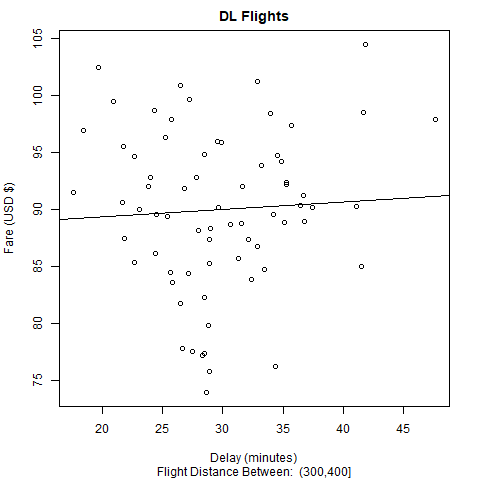 DL Flights
Fare (USD $)
105
100
95
90
85
80
75
20 25 30 35 40 45
Delay (minutes)
Flight Distance Between: (300,400]